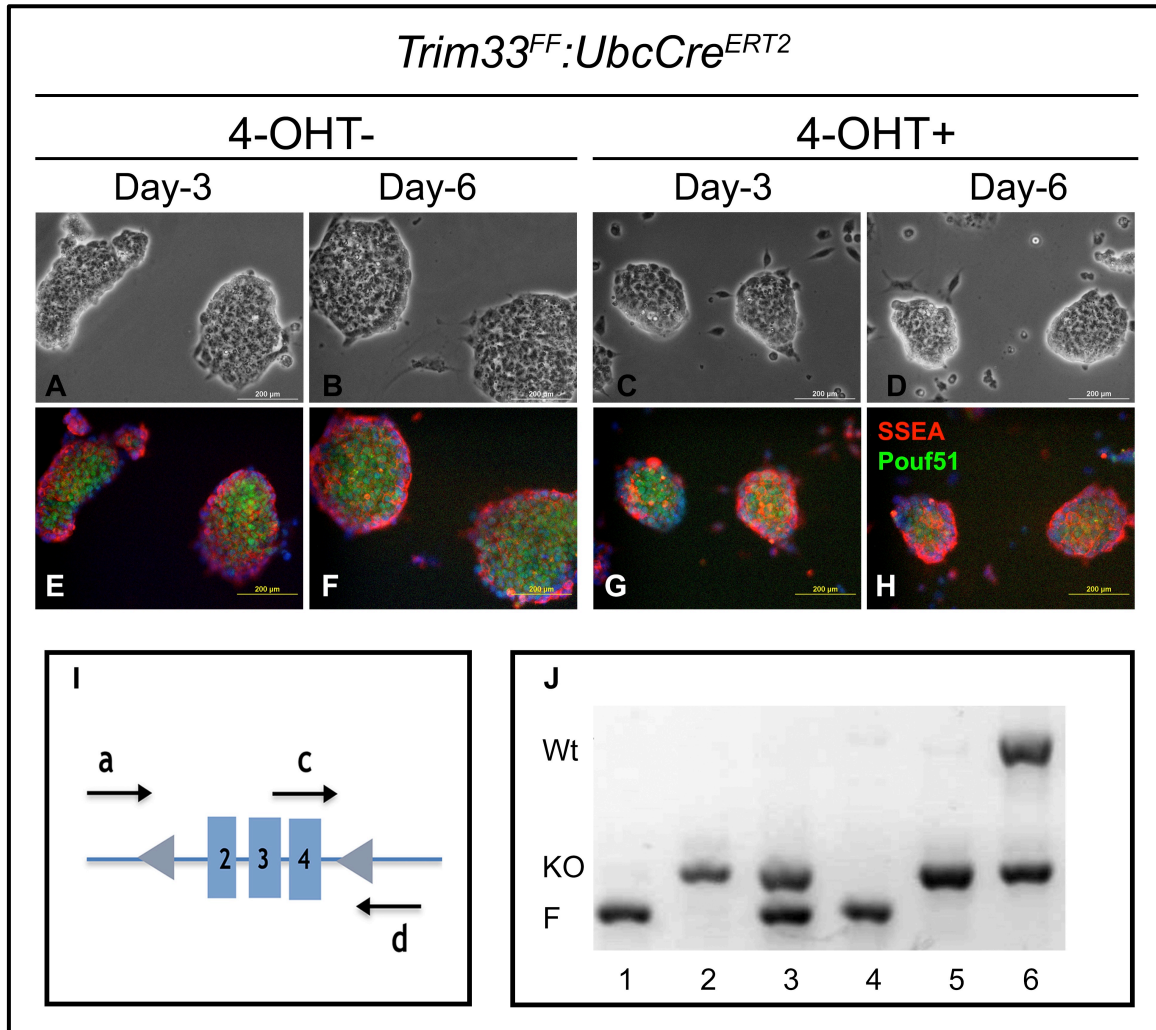 Trim33FF:UbcCreERT2
4-OHT-
4-OHT+
Day-3
Day-6
Day-3
Day-6
A
200 µm
B
200 µm
C
200 µm
D
200 µm
E
200 µm
F
200 µm
G
200 µm
SSEA
Pouf51
H
200 µm
I
a
c
2
3
4
d
J
Wt
KO
F
1 2 3 4 5 6